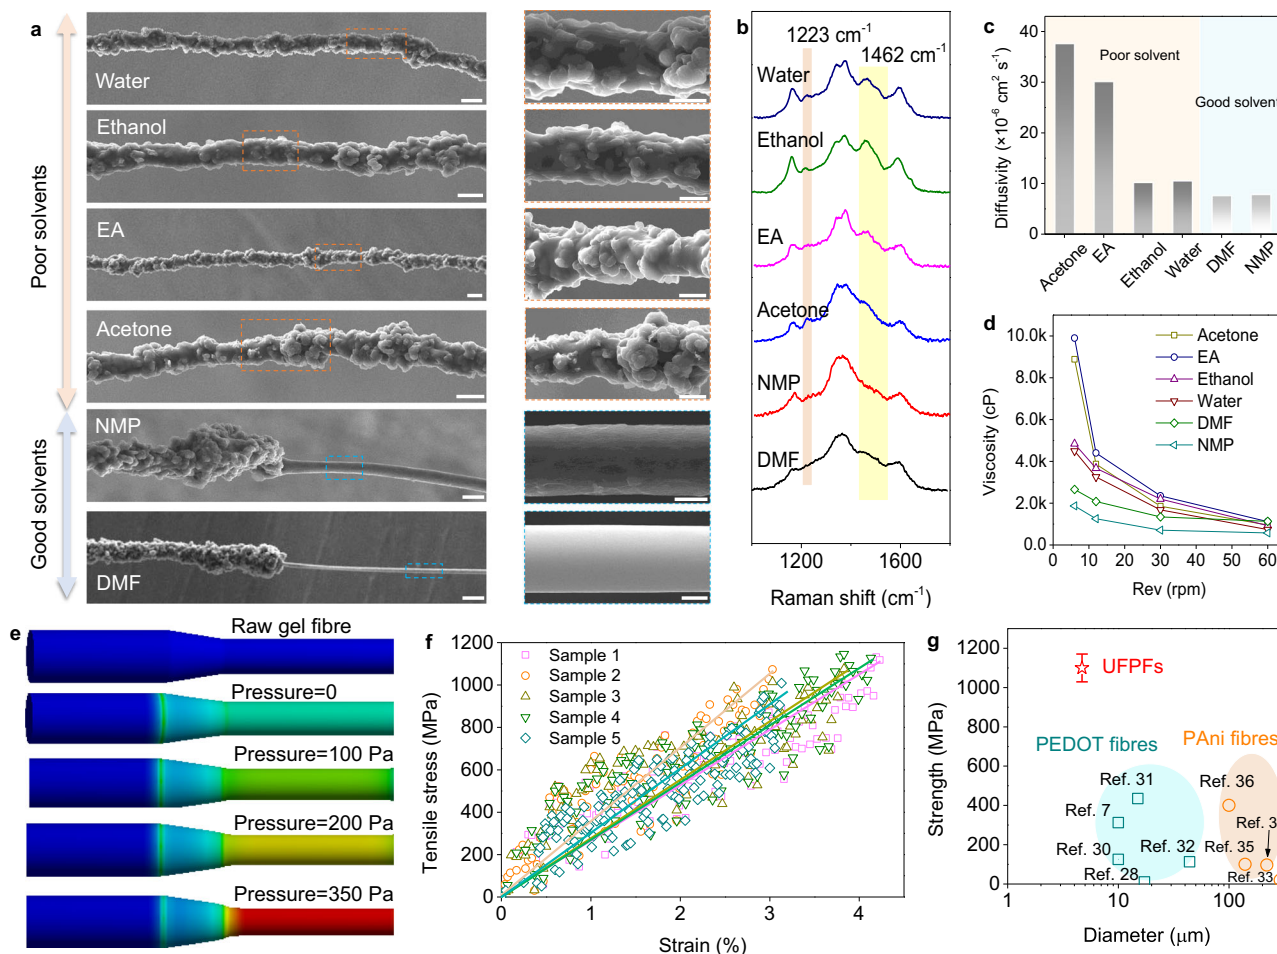 a
Poor solvents
Good solvents
Water
Ethanol
EA
Acetone
NMP
DMF
b
1223 cm⁻¹
1462 cm⁻¹
Water
Ethanol
EA
Acetone
NMP
DMF
1200
1600
Raman shift (cm⁻¹)
c
Diffusivity (×10⁻⁶ cm² s⁻¹)
40
30
20
10
0
Poor solvent
Good solvent
Acetone
EA
Ethanol
Water
DMF
NMP
d
Viscosity (cP)
10.0k
8.0k
6.0k
4.0k
2.0k
0.0
Acetone
EA
Ethanol
Water
DMF
NMP
0
20
40
60
Rev (rpm)
e
Raw gel fibre
Pressure=0
Pressure=100 Pa
Pressure=200 Pa
Pressure=350 Pa
f
Tensile stress (MPa)
1200
1000
800
600
400
200
0
Sample 1
Sample 2
Sample 3
Sample 4
Sample 5
0
1
2
3
4
Strain (%)
g
Strength (MPa)
1200
1000
800
600
400
200
0
UFPFs
PEDOT fibres
PAni fibres
Ref. 31
Ref. 36
Ref. 7
Ref. 3
Ref. 30
Ref. 32
Ref. 35
Ref. 28
Ref. 33
1
10
100
Diameter (μm)